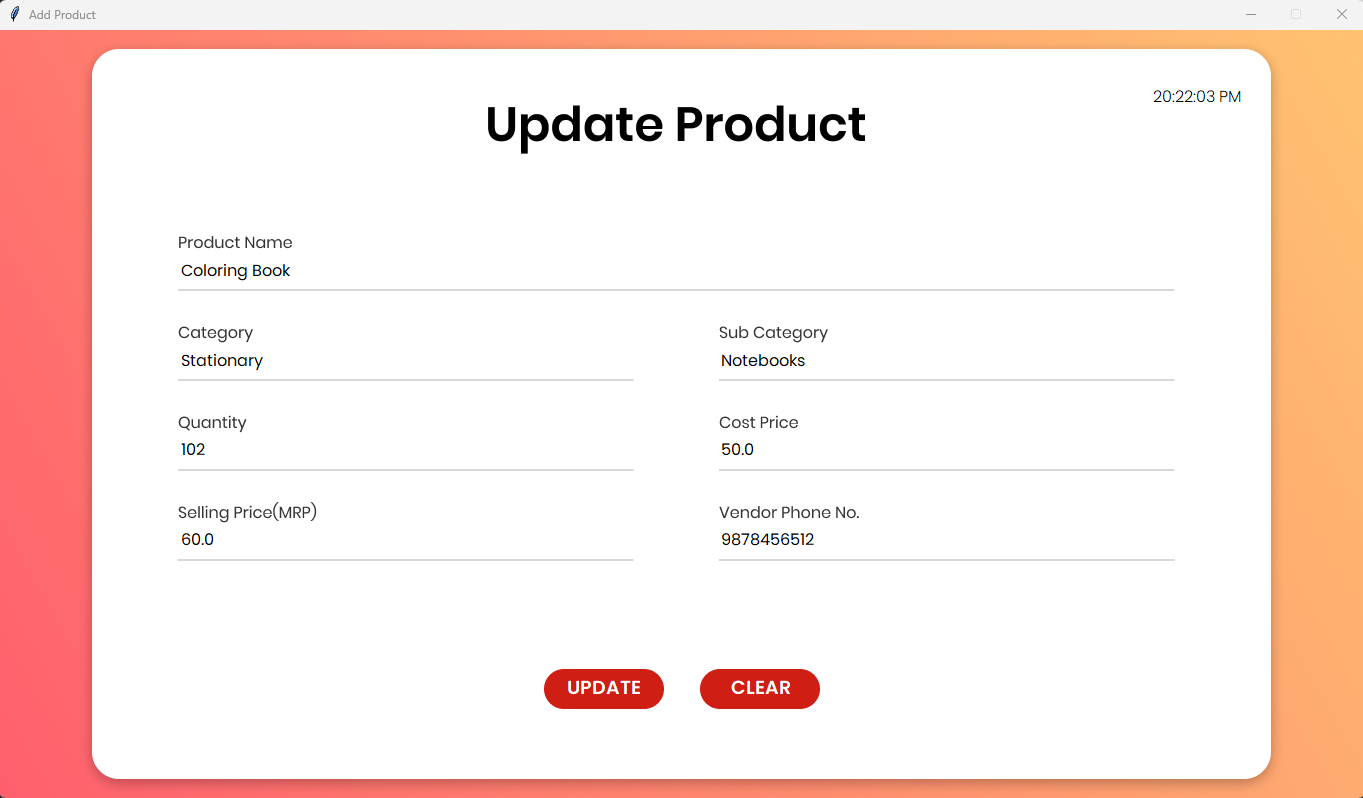 Add Product
20:22:03 PM
Update Product
Product Name
Coloring Book
Category
Sub Category
Stationary
Notebooks
Quantity
Cost Price
102
50.0
Selling Price(MRP)
Vendor Phone No.
60.0
9878456512
UPDATE
CLEAR